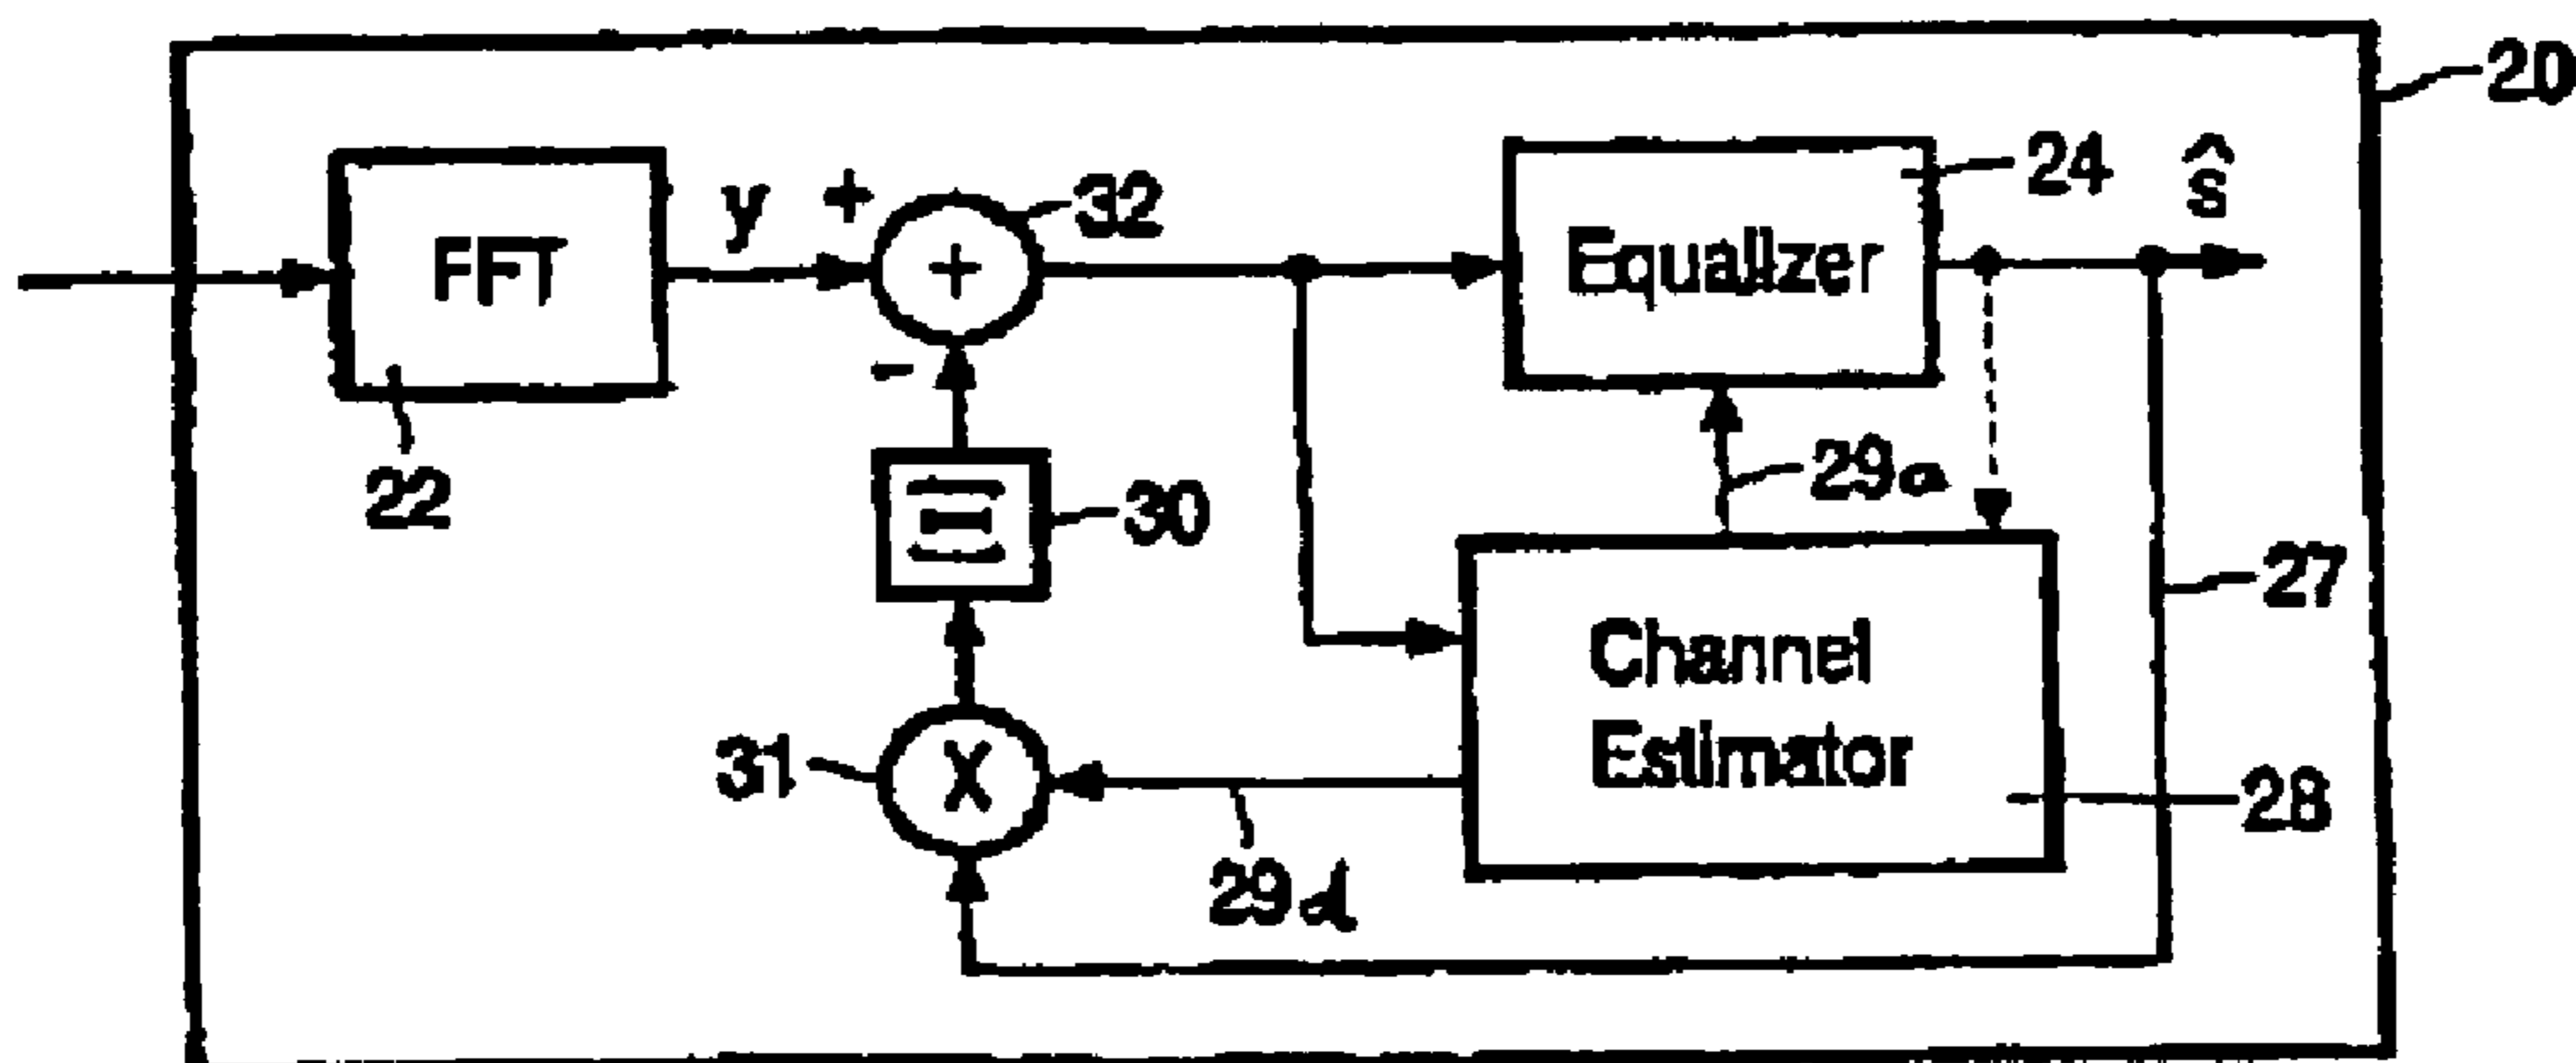 20
FFT
22
y
+
+
32
-
Equalizer
24
ŝ
29a
Ξ
30
27
31
X
29d
Channel
Estimator
28